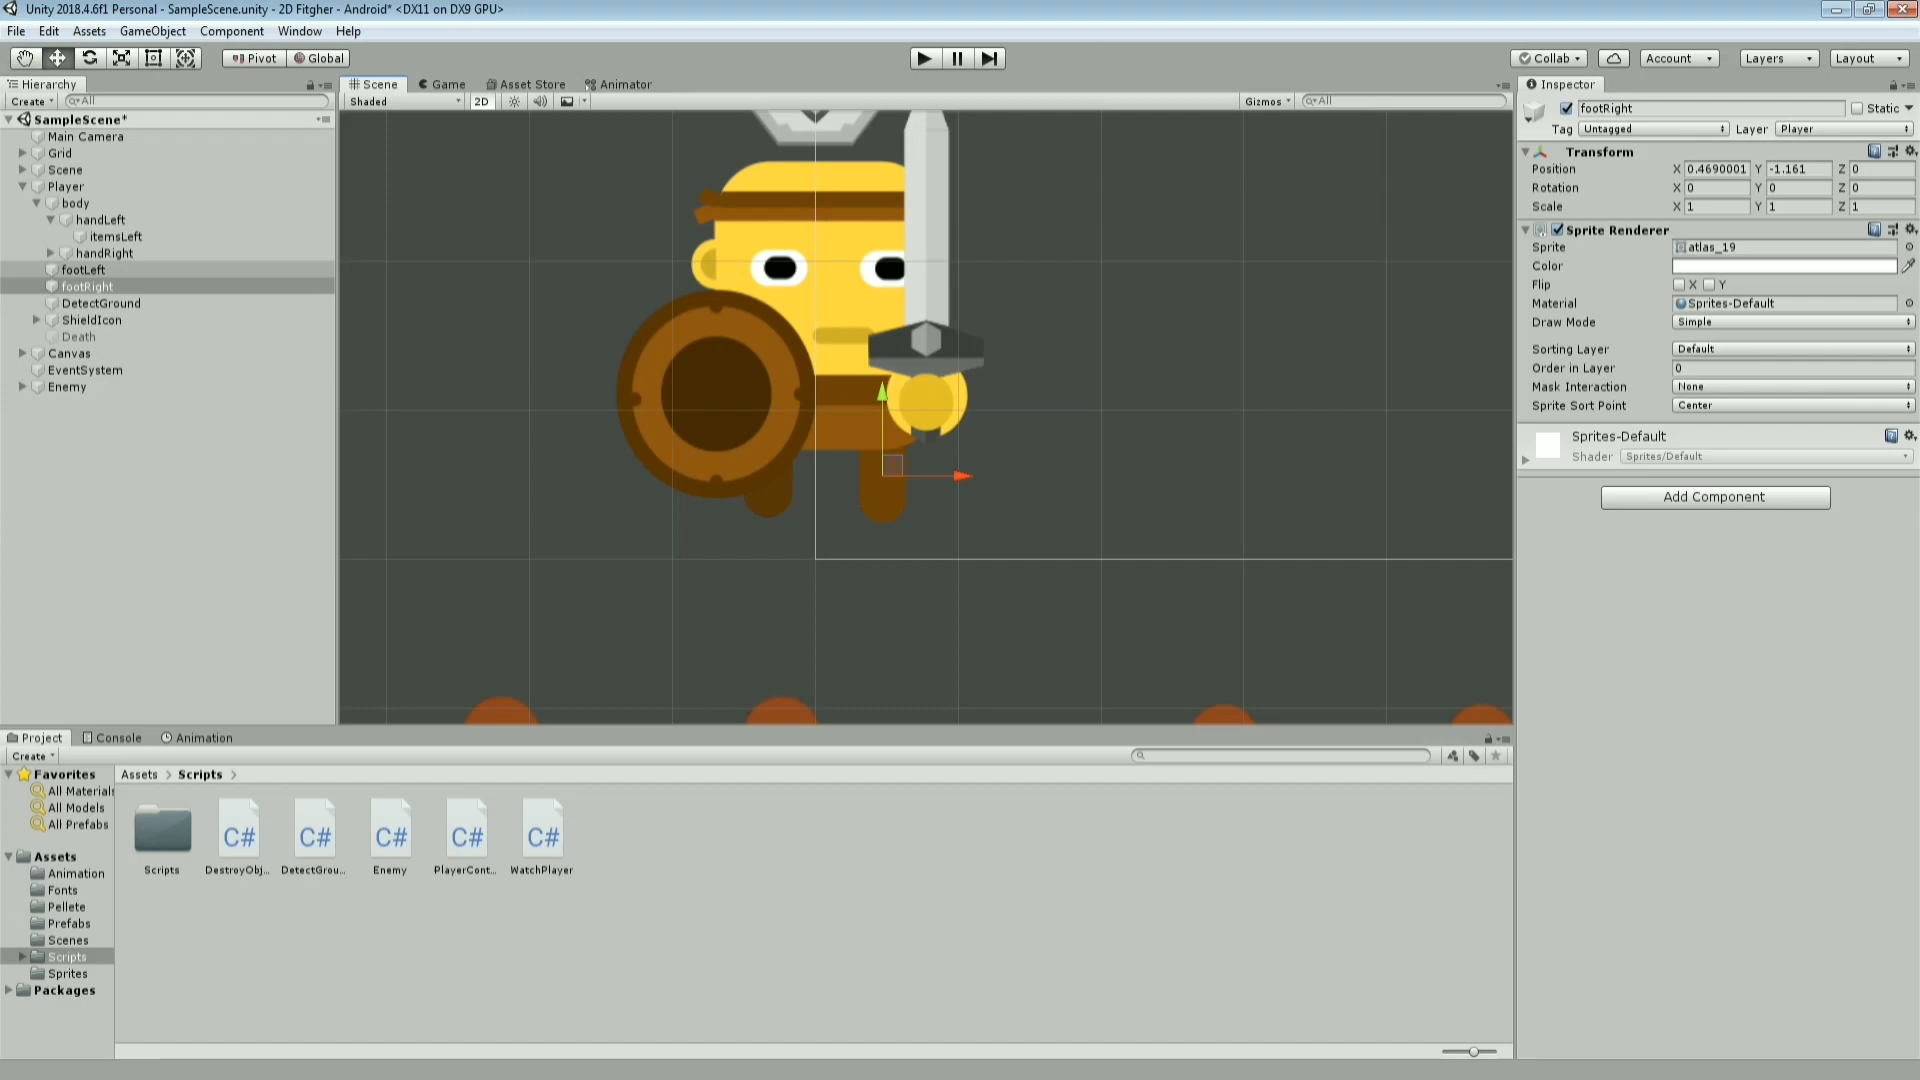 Unity 2018.4.6f1 Personal - SampleScene.unity - 2D Fitgher - Android* <DX11 on DX9 GPU>
File Edit Assets GameObject Component Window Help
Pivot Global Collab Account Layers Layout
Hierarchy Scene Game Asset Store Animator Inspector
Create All Shaded 2D Gizmos All
SampleScene*
Main Camera
Grid
Scene
Player
body
handLeft
itemsLeft
handRight
footLeft
footRight
DetectGround
ShieldIcon
Death
Canvas
EventSystem
Enemy
footRight Static
Tag Untagged Layer Player
Transform
Position X 0.4690001 Y -1.161 Z 0
Rotation X 0 Y 0 Z 0
Scale X 1 Y 1 Z 1
Sprite Renderer
Sprite atlas_19
Color
Flip X Y
Material Sprites-Default
Draw Mode Simple
Sorting Layer Default
Order in Layer 0
Mask Interaction None
Sprite Sort Point Center
Sprites-Default
Shader Sprites/Default
Add Component
Project Console Animation
Create
Favorites
All Materials
All Models
All Prefabs
Assets
Animation
Fonts
Pellete
Prefabs
Scenes
Scripts
Sprites
Packages
Assets > Scripts >
C# C# C# C# C#
Scripts DestroyObj... DetectGrou... Enemy PlayerCont... WatchPlayer